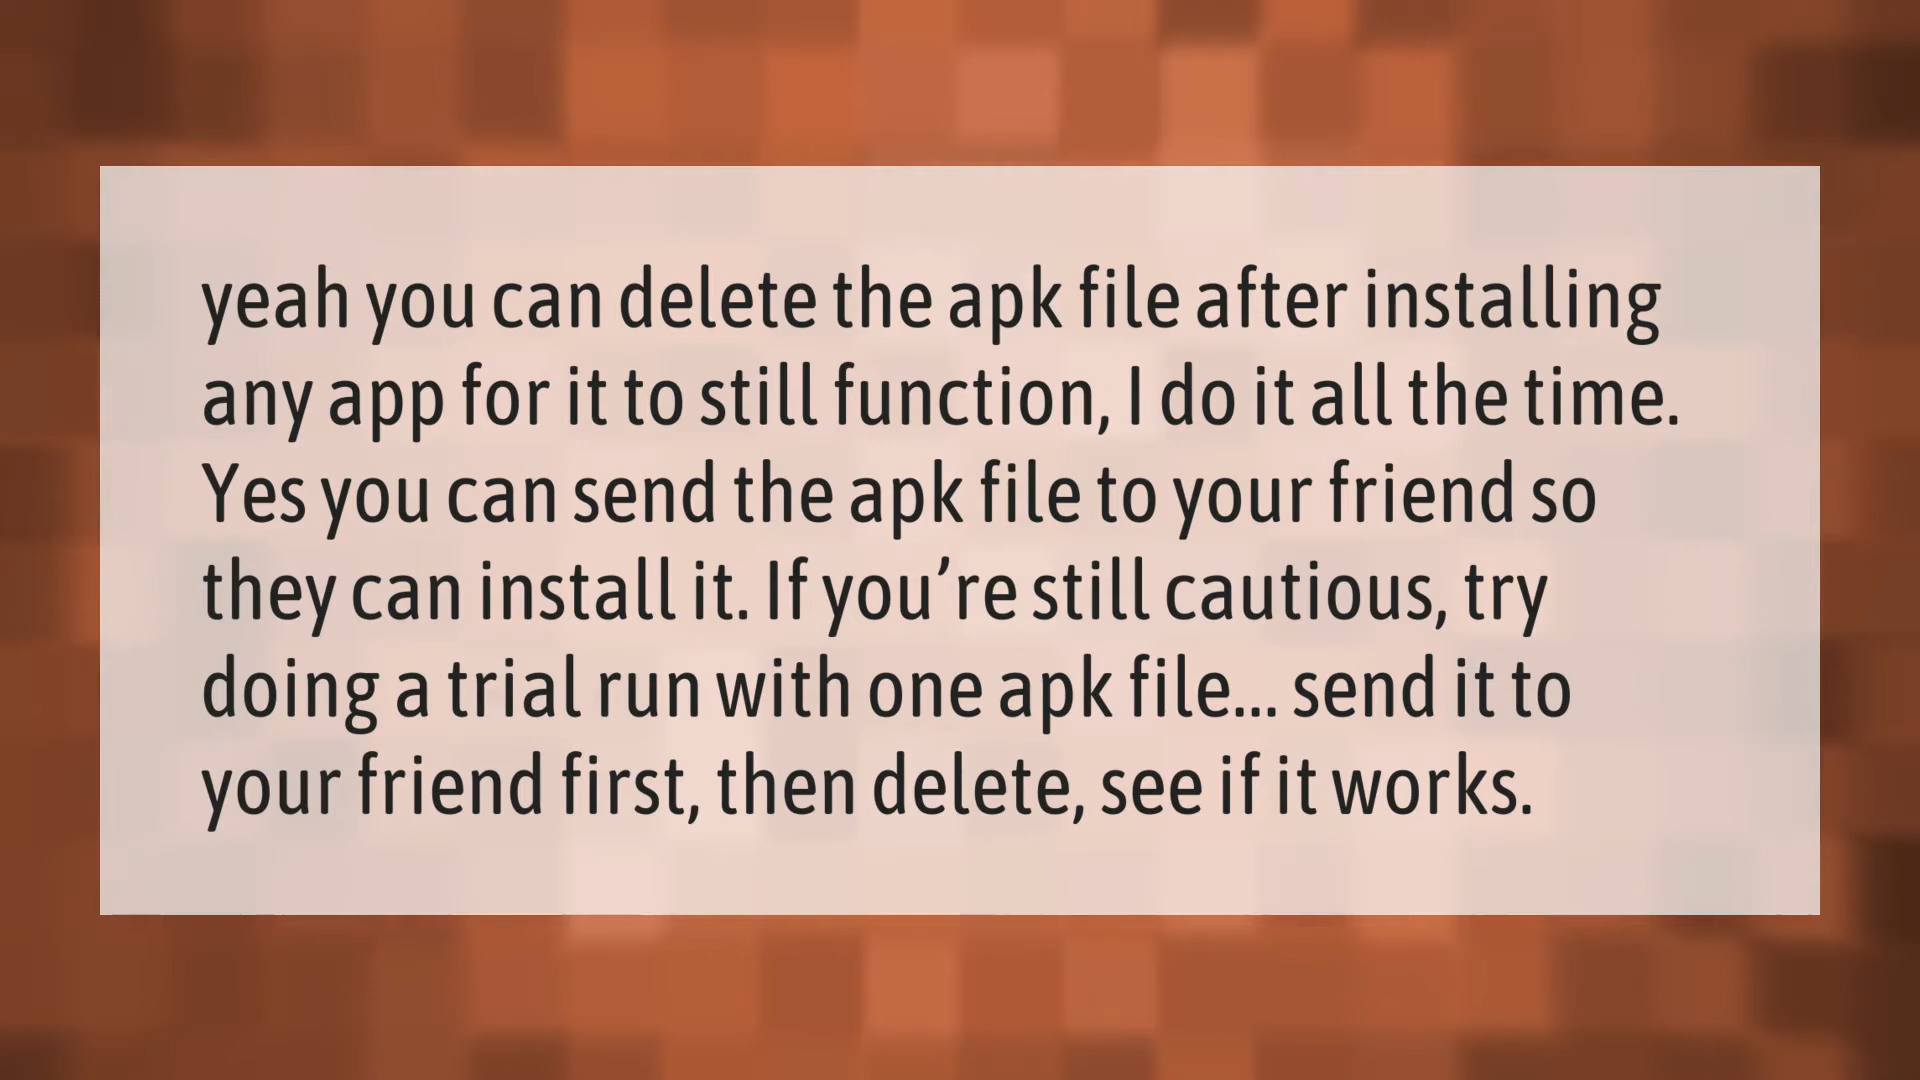 yeah you can delete the apk file after installing
any app for it to still function, I do it all the time.
Yes you can send the apk file to your friend so
they can install it. If you’re still cautious, try
doing a trial run with one apk file... send it to
your friend first, then delete, see if it works.